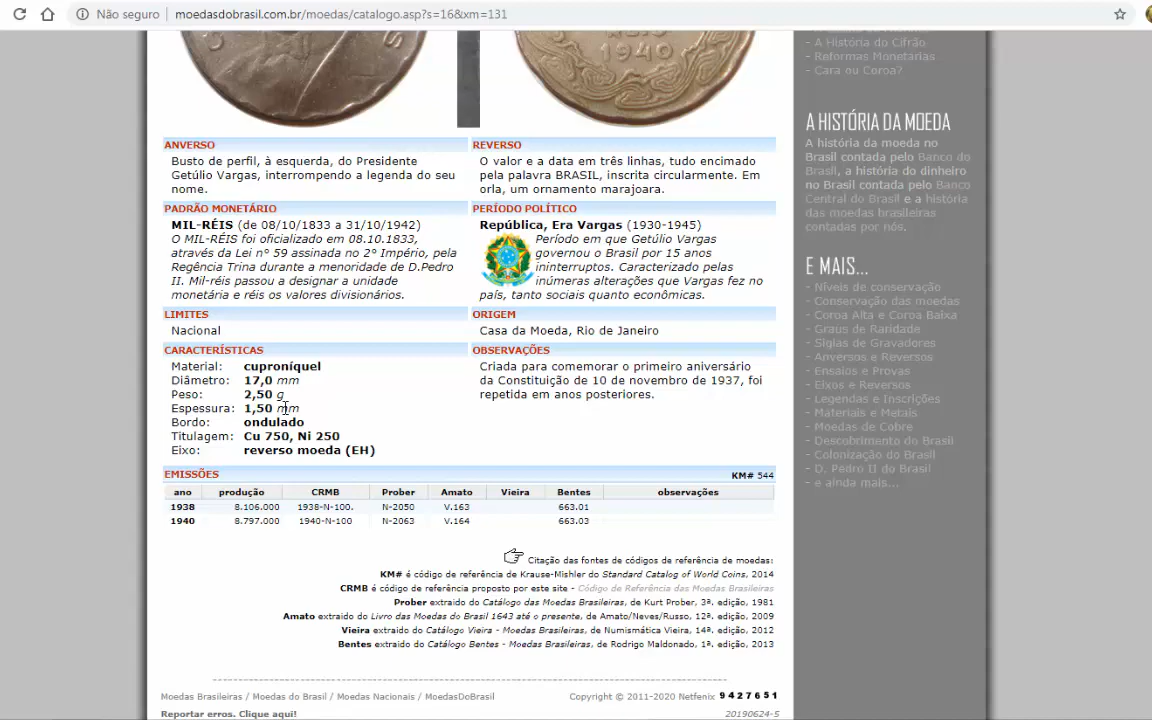 Não seguro
moedasdobrasil.com.br/moedas/catalogo.asp?s=16&xm=131
1940
ANVERSO
Busto de perfil, à esquerda, do Presidente
Getúlio Vargas, interrompendo a legenda do seu
nome.
REVERSO
O valor e a data em três linhas, tudo encimado
pela palavra BRASIL, inscrita circularmente. Em
orla, um ornamento marajoara.
PADRÃO MONETÁRIO
MIL-RÉIS (de 08/10/1833 a 31/10/1942)
O MIL-RÉIS foi oficializado em 08.10.1833,
através da Lei n° 59 assinada no 2° Império, pela
Regência Trina durante a menoridade de D.Pedro
II. Mil-réis passou a designar a unidade
monetária e réis os valores divisionários.
PERÍODO POLÍTICO
República, Era Vargas (1930-1945)
Período em que Getúlio Vargas
governou o Brasil por 15 anos
ininterruptos. Caracterizado pelas
inúmeras alterações que Vargas fez no
país, tanto sociais quanto econômicas.
LIMITES
Nacional
ORIGEM
Casa da Moeda, Rio de Janeiro
CARACTERÍSTICAS
Material: cuproníquel
Diâmetro: 17,0 mm
Peso: 2,50 g
Espessura: 1,50 mm
Bordo: ondulado
Titulagem: Cu 750, Ni 250
Eixo: reverso moeda (EH)
OBSERVAÇÕES
Criada para comemorar o primeiro aniversário
da Constituição de 10 de novembro de 1937, foi
repetida em anos posteriores.
EMISSÕES KM# 544
ano produção CRMB Prober Amato Vieira Bentes observações
1938 8.106.000 1938-N-100. N-2050 V.163 663.01
1940 8.797.000 1940-N-100 N-2063 V.164 663.03
Citação das fontes de códigos de referência de moedas:
KM# é código de referência de Krause-Mishler do Standard Catalog of World Coins, 2014
CRMB é código de referência proposto por este site - Código de Referência das Moedas Brasileiras
Prober extraído do Catálogo das Moedas Brasileiras, de Kurt Prober, 3ª. edição, 1981
Amato extraído do Livro das Moedas do Brasil 1643 até o presente, de Amato/Neves/Russo, 12ª. edição, 2009
Vieira extraído do Catálogo Vieira - Moedas Brasileiras, de Numismática Vieira, 14ª. edição, 2012
Bentes extraído do Catálogo Bentes - Moedas Brasileiras, de Rodrigo Maldonado, 1ª. edição, 2013
Moedas Brasileiras / Moedas do Brasil / Moedas Nacionais / MoedasDoBrasil
Copyright © 2011-2020 Netfenix 9427651
Reportar erros. Clique aqui!
20190624-5
- A História do Cifrão
- Reformas Monetárias
- Cara ou Coroa?
A HISTÓRIA DA MOEDA
A história da moeda no
Brasil contada pelo Banco do
Brasil, a história do dinheiro
no Brasil contada pelo Banco
Central do Brasil e a história
das moedas brasileiras
contadas por nós.
E MAIS...
- Níveis de conservação
- Conservação das moedas
- Coroa Alta e Coroa Baixa
- Graus de Raridade
- Siglas de Gravadores
- Anversos e Reversos
- Ensaios e Provas
- Eixos e Reversos
- Legendas e Inscrições
- Materiais e Metais
- Moedas de Cobre
- Descobrimento do Brasil
- Colonização do Brasil
- D. Pedro II do Brasil
- e ainda mais...